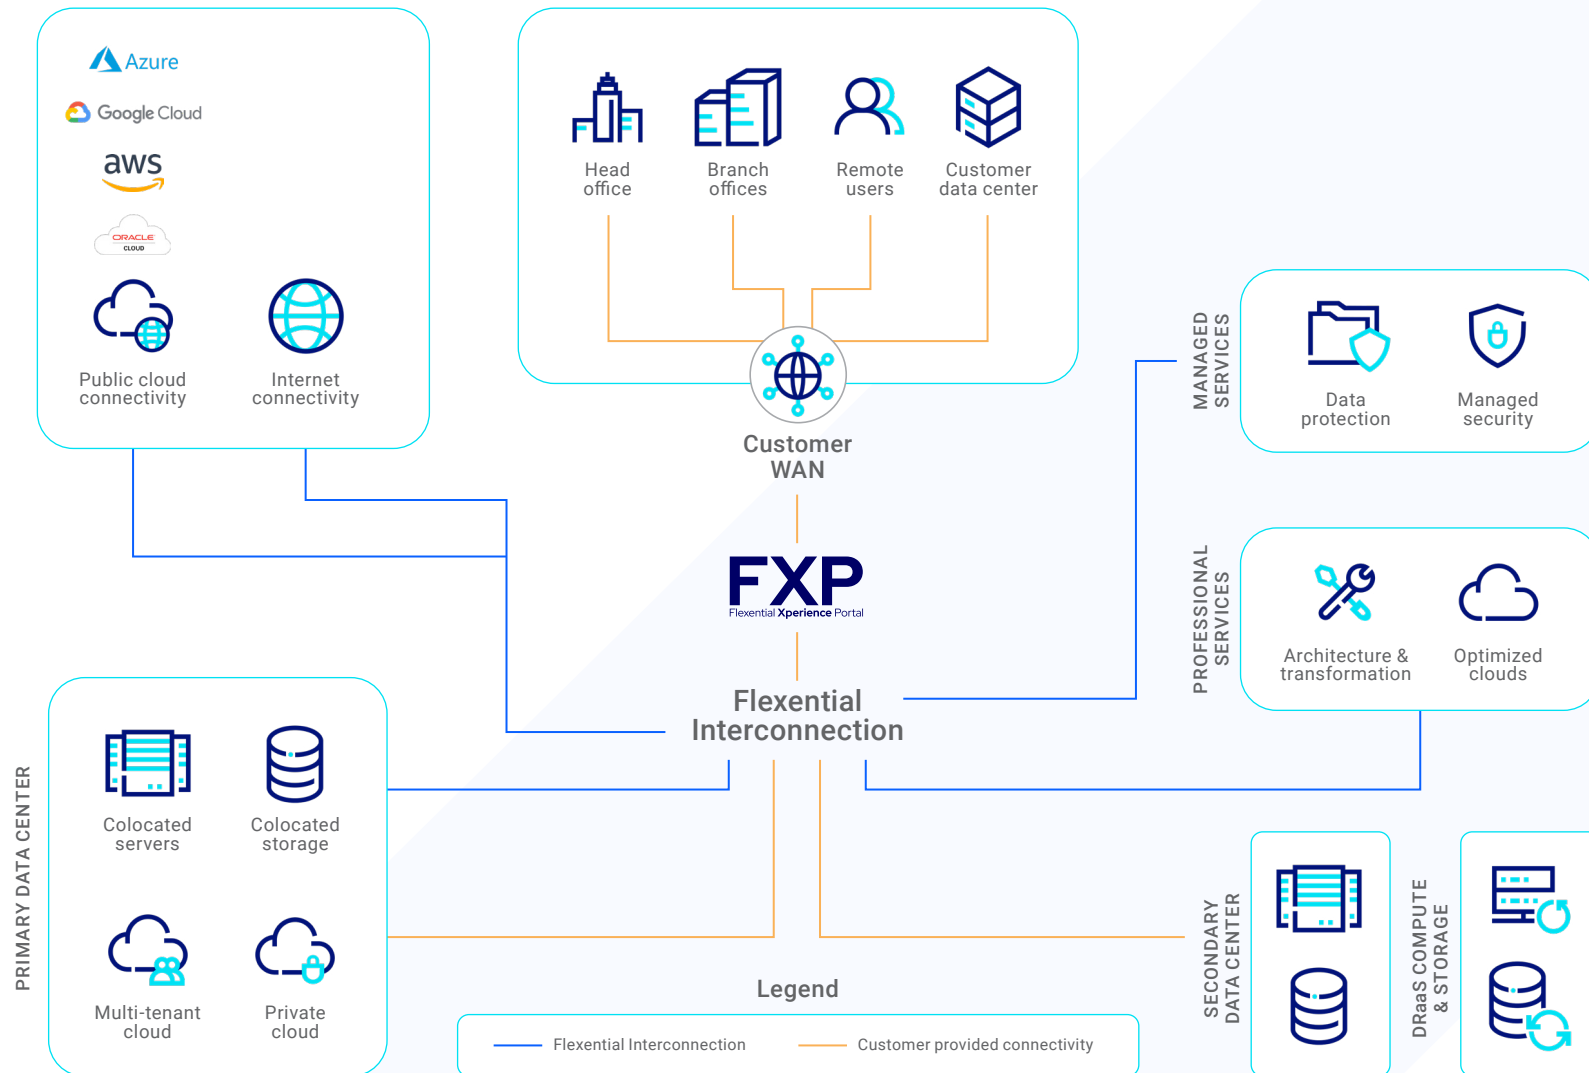 Azure
Google Cloud
aws
ORACLE
CLOUD
Public cloud
connectivity
Internet
connectivity
Head
office
Branch
offices
Remote
users
Customer
data center
Customer
WAN
FXP
Flexential Xperience Portal
Flexential
Interconnection
MANAGED
SERVICES
Data
protection
Managed
security
PROFESSIONAL
SERVICES
Architecture &
transformation
Optimized
clouds
PRIMARY DATA CENTER
Colocated
servers
Colocated
storage
Multi-tenant
cloud
Private
cloud
SECONDARY
DATA CENTER
DRaaS COMPUTE
& STORAGE
Legend
Flexential Interconnection
Customer provided connectivity